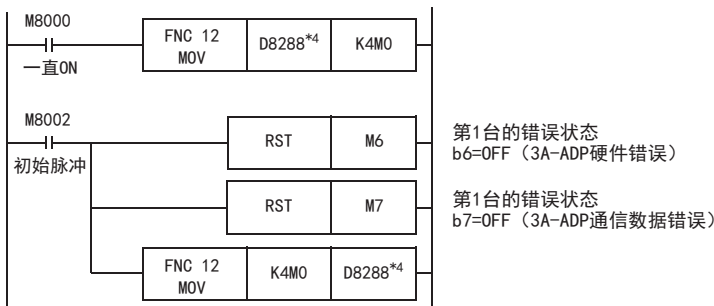 M8000
FNC 12
MOV
D8288*4
K4M0
一直ON
M8002
RST
M6
第1台的错误状态
b6=OFF（3A-ADP硬件错误）
初始脉冲
RST
M7
第1台的错误状态
b7=OFF（3A-ADP通信数据错误）
FNC 12
MOV
K4M0
D8288*4